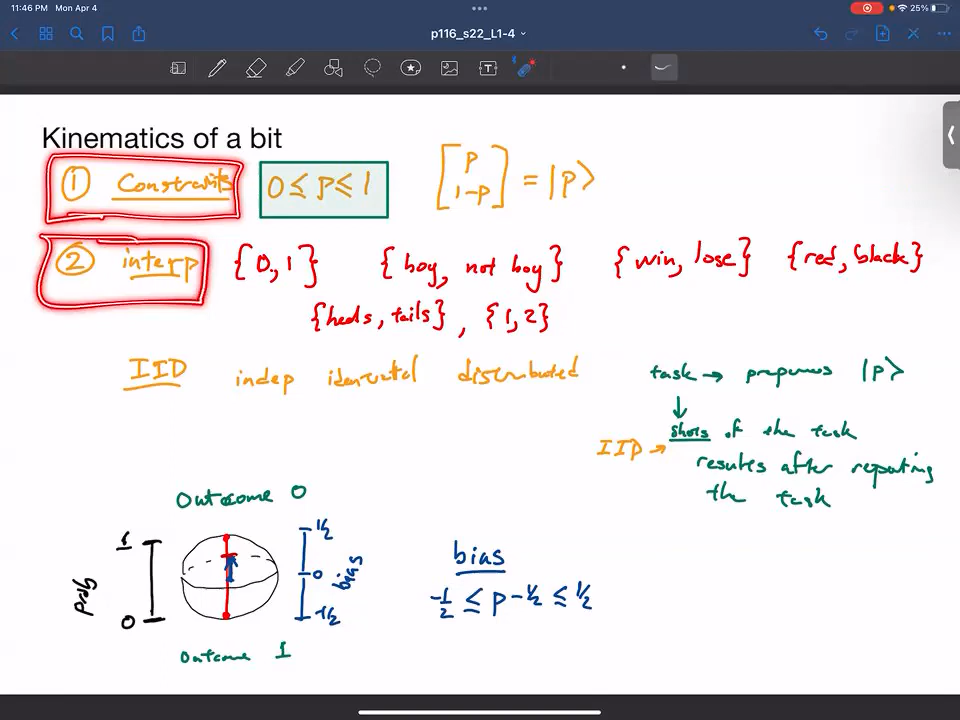 11:46 PM Mon Apr 4
25%
p116_s22_L1-4
Kinematics of a bit
① Constraits 0 ≤ p ≤ 1 [p 1-p] = |p⟩
② interp {0,1} {boy, not boy} {win, lose} {red, black}
{heads, tails}, {1,2}
IID indep identital distributed
task → prepares |p⟩
↓
IID → shots of the task
results after repeating
the task
Outcome 0
1 1/2
prob 0 bias
0 -1/2
Outcome 1
bias
-1/2 ≤ p - 1/2 ≤ 1/2